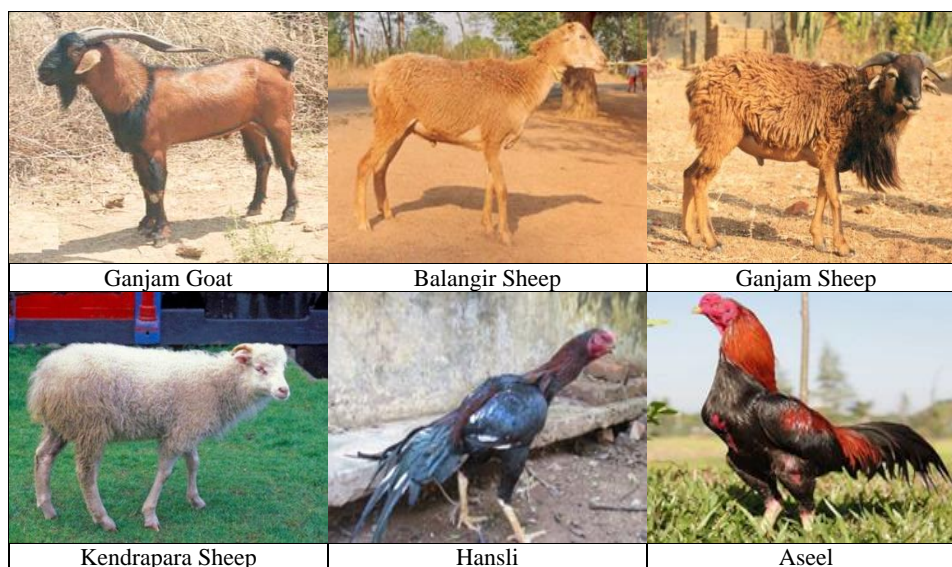 Ganjam Goat
Balangir Sheep
Ganjam Sheep
Kendrapara Sheep
Hansli
Aseel